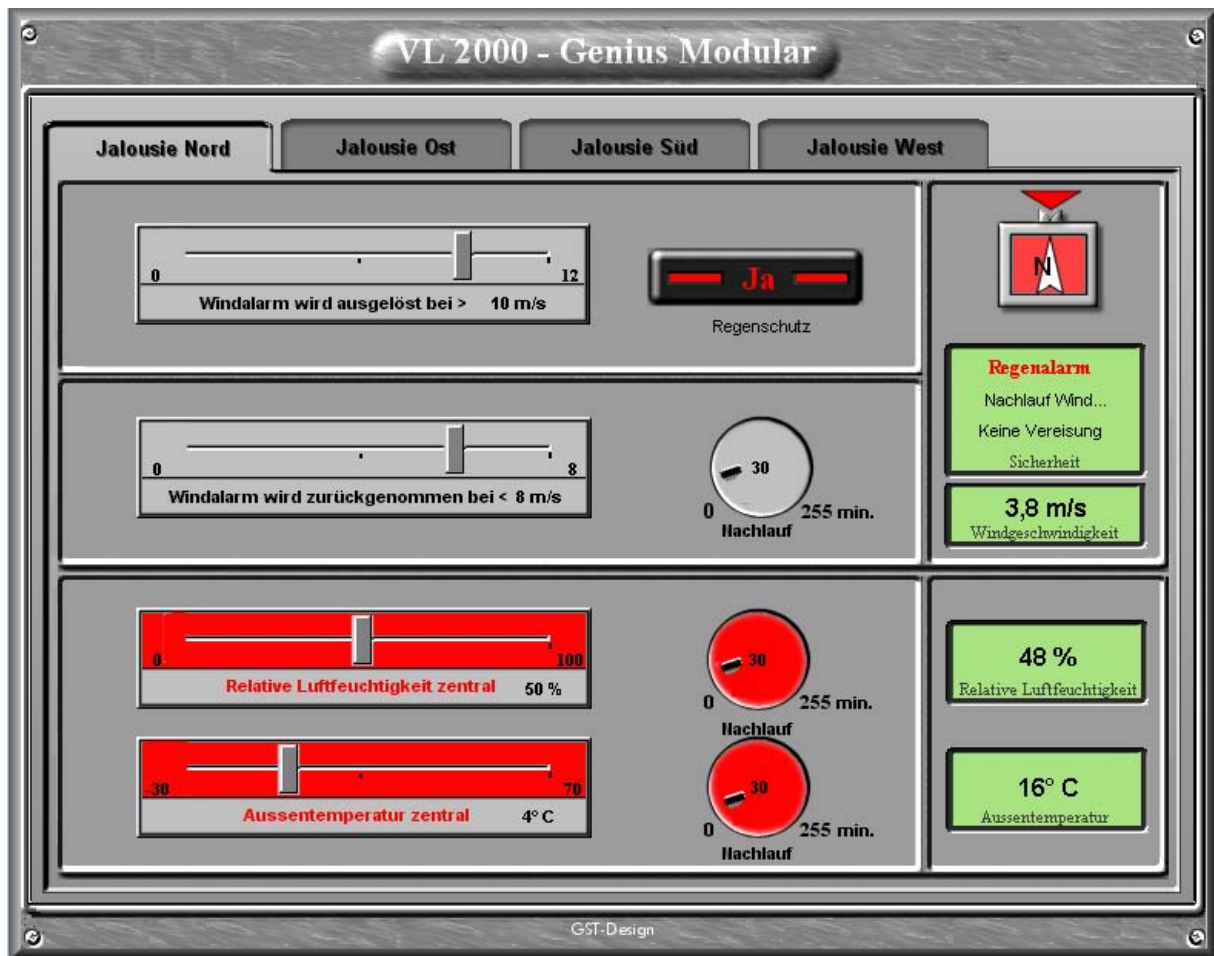 VL 2000 - Genius Modular
Jalousie Nord
Jalousie Ost
Jalousie Süd
Jalousie West
0
12
Windalarm wird ausgelöst bei > 10 m/s
Ja
Regenschutz
N
Regenalarm
Nachlauf Wind...
Keine Vereisung
Sicherheit
0
8
Windalarm wird zurückgenommen bei < 8 m/s
30
0
255 min.
Nachlauf
3,8 m/s
Windgeschwindigkeit
0
100
Relative Luftfeuchtigkeit zentral 50 %
30
0
255 min.
Nachlauf
48 %
Relative Luftfeuchtigkeit
-30
70
Aussentemperatur zentral 4° C
30
0
255 min.
Nachlauf
16° C
Aussentemperatur
GST-Design